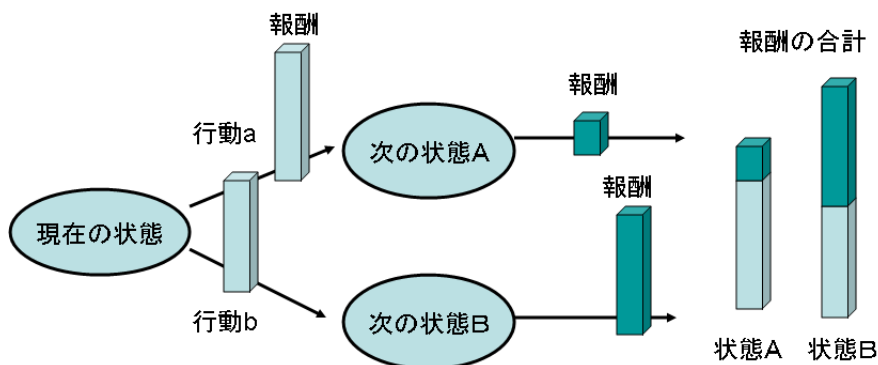 報酬
報酬の合計
報酬
行動a
次の状態A
報酬
現在の状態
行動b
次の状態B
状態A 状態B